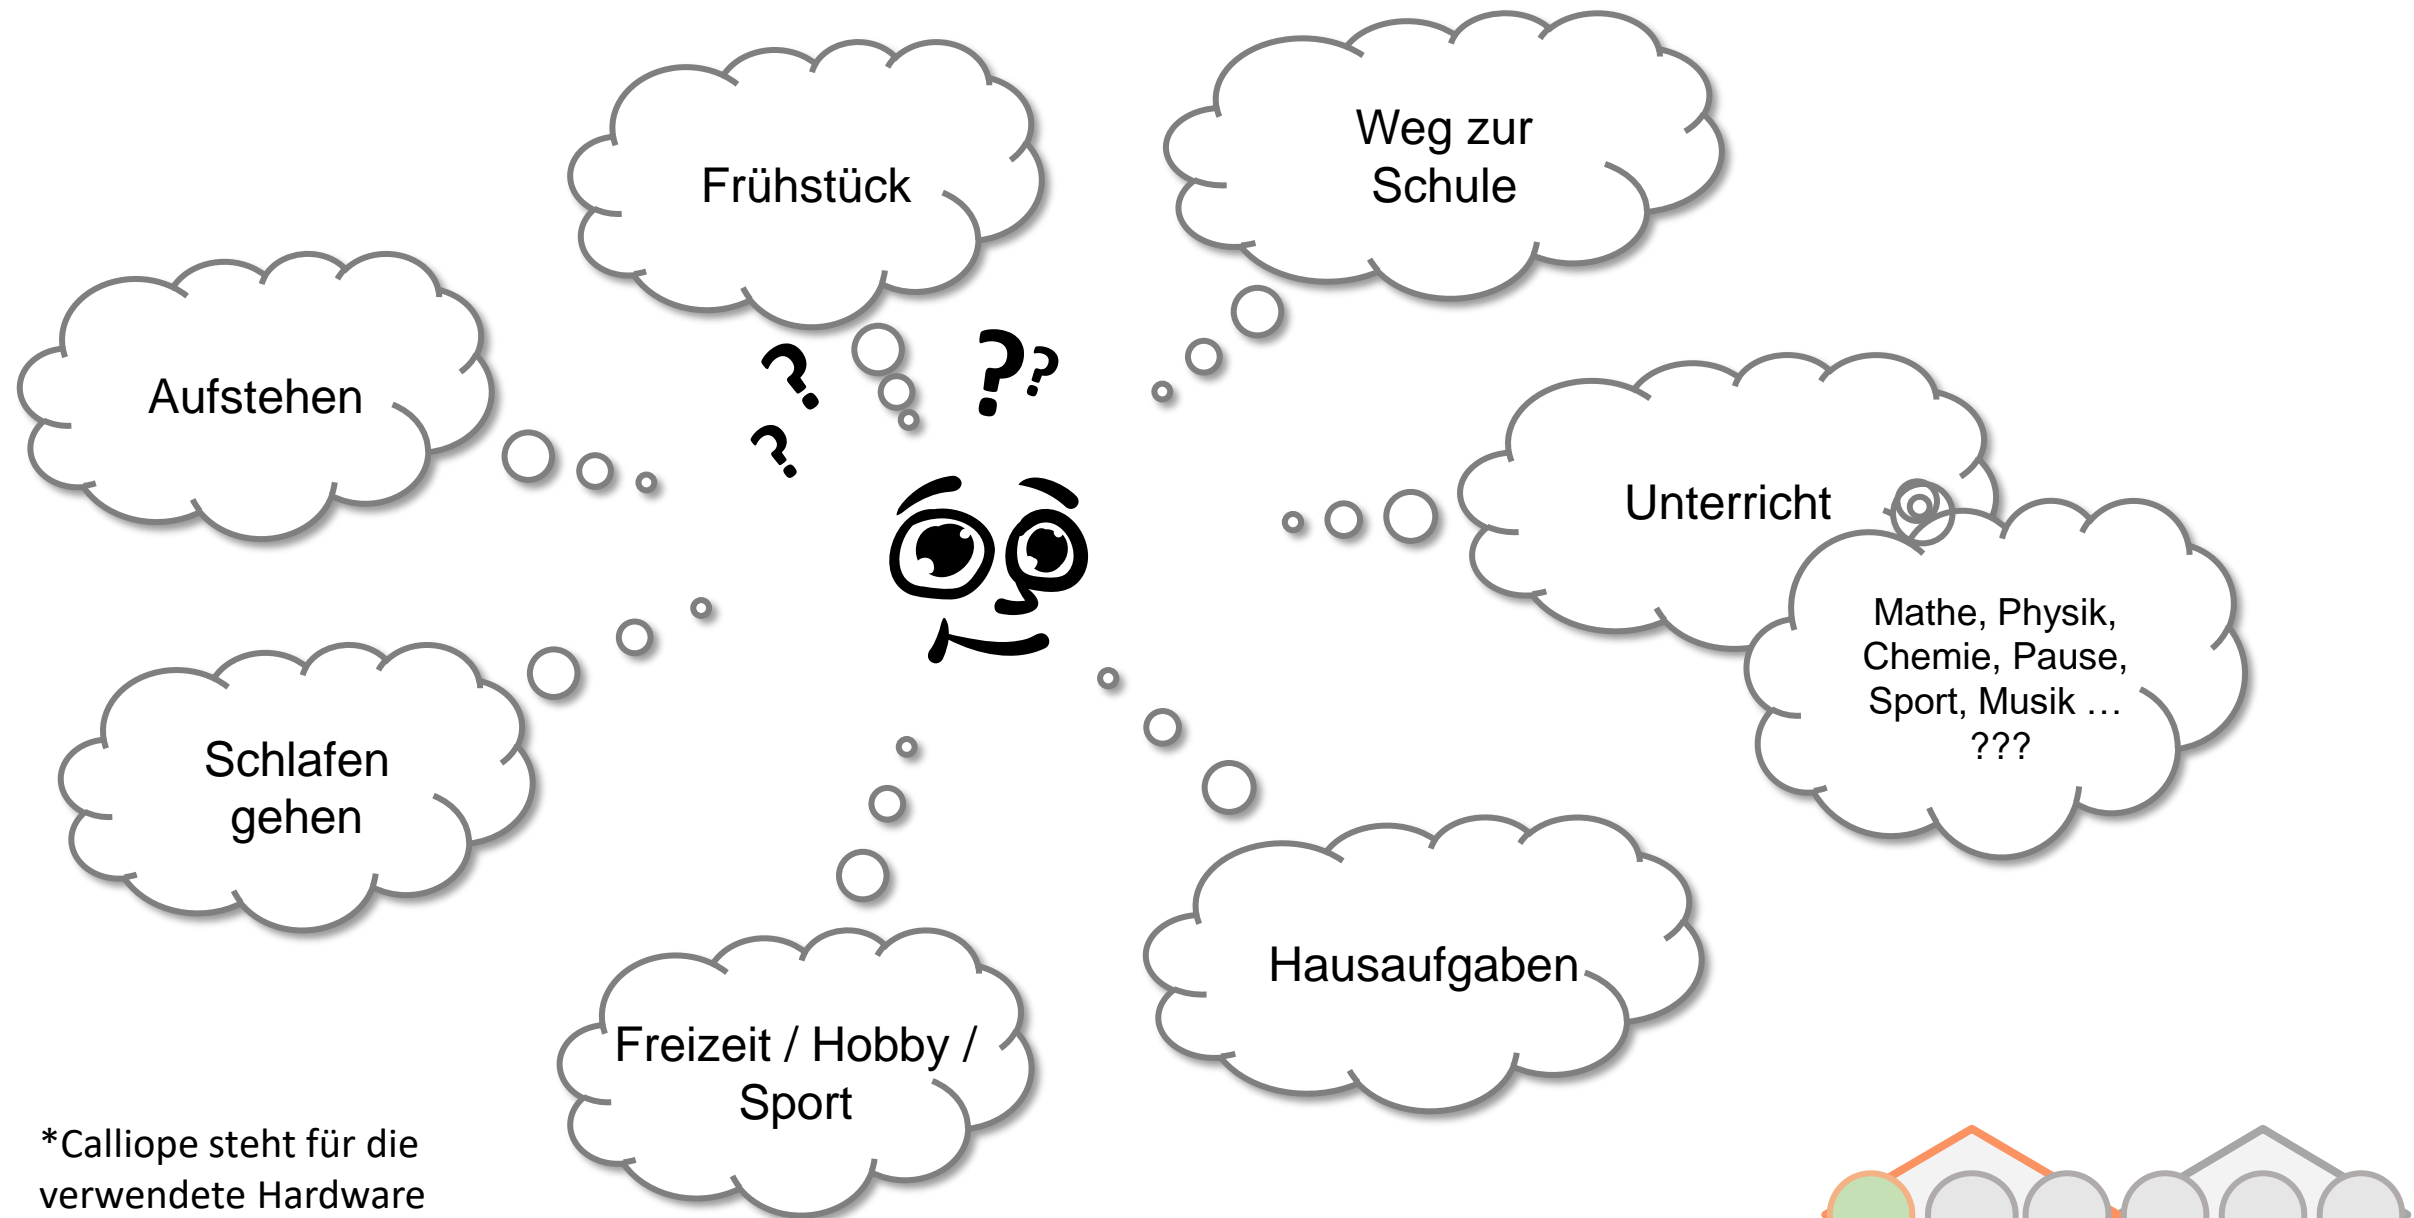 Frühstück
Weg zur
Schule
Aufstehen
? ? ? ?
Unterricht
Mathe, Physik,
Chemie, Pause,
Sport, Musik …
???
Schlafen
gehen
Hausaufgaben
Freizeit / Hobby /
Sport
*Calliope steht für die
verwendete Hardware